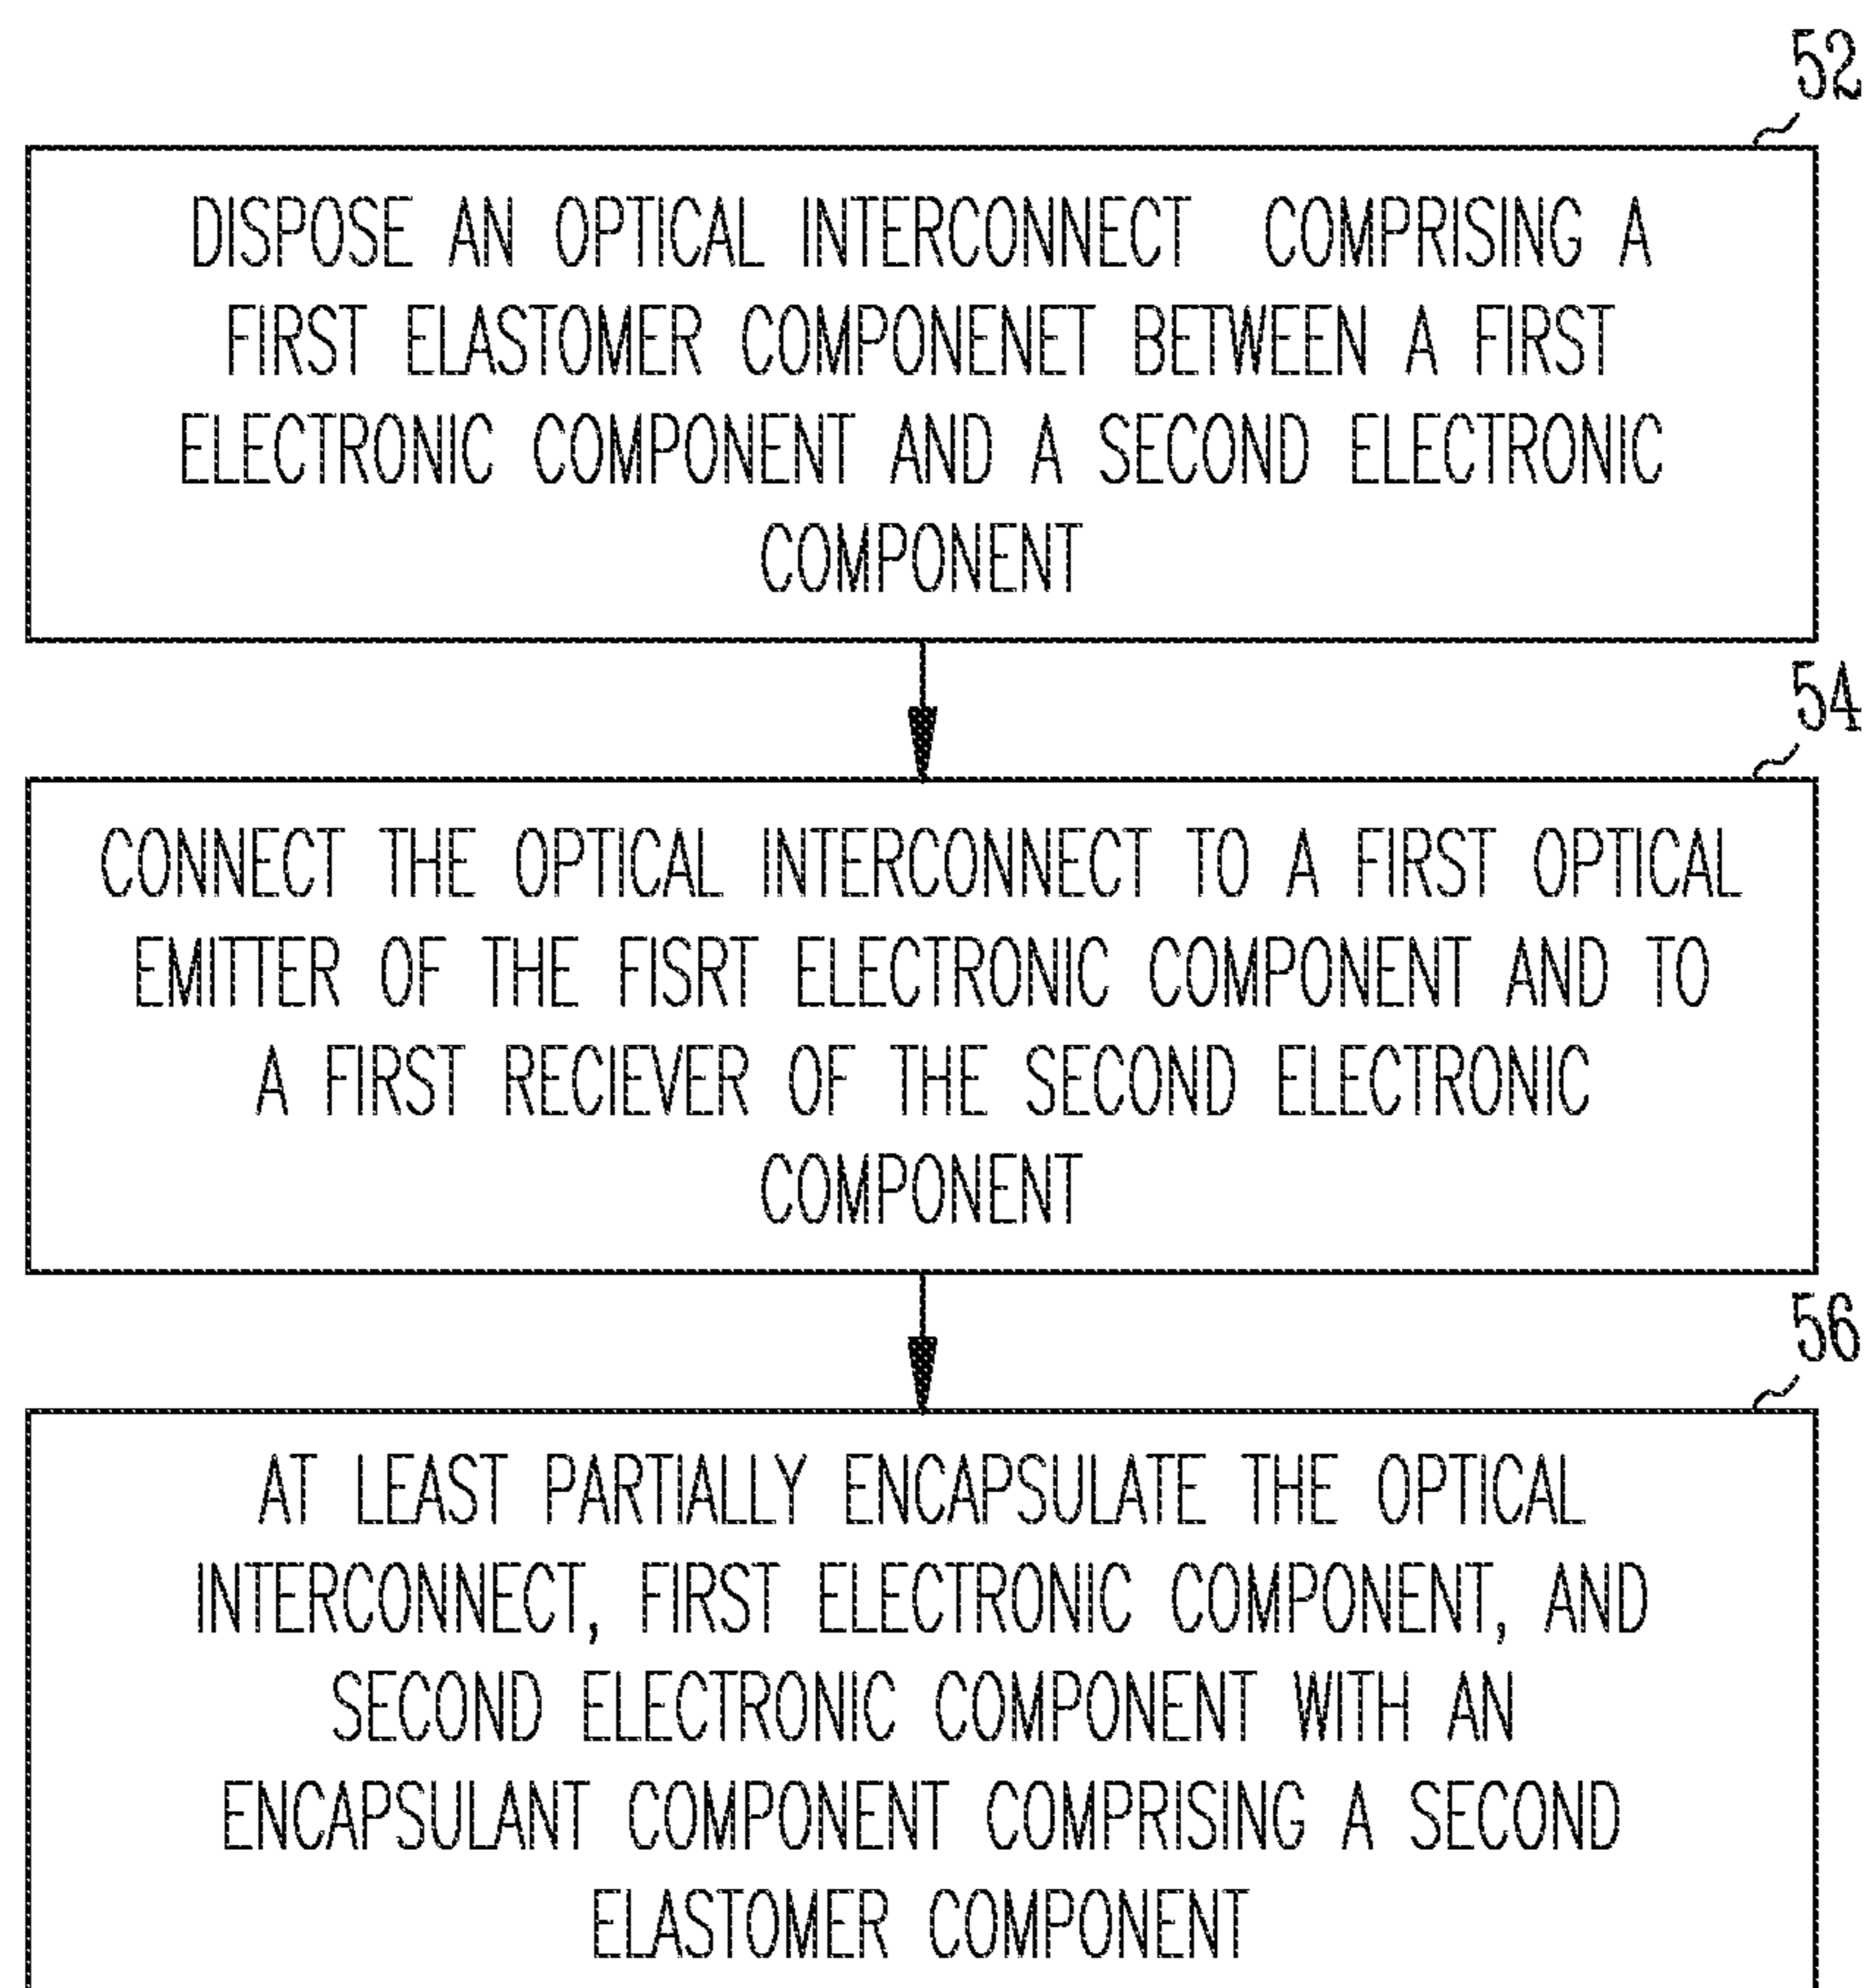 52
DISPOSE AN OPTICAL INTERCONNECT COMPRISING A
FIRST ELASTOMER COMPONENET BETWEEN A FIRST
ELECTRONIC COMPONENT AND A SECOND ELECTRONIC
COMPONENT
54
CONNECT THE OPTICAL INTERCONNECT TO A FIRST OPTICAL
EMITTER OF THE FISRT ELECTRONIC COMPONENT AND TO
A FIRST RECIEVER OF THE SECOND ELECTRONIC
COMPONENT
56
AT LEAST PARTIALLY ENCAPSULATE THE OPTICAL
INTERCONNECT, FIRST ELECTRONIC COMPONENT, AND
SECOND ELECTRONIC COMPONENT WITH AN
ENCAPSULANT COMPONENT COMPRISING A SECOND
ELASTOMER COMPONENT